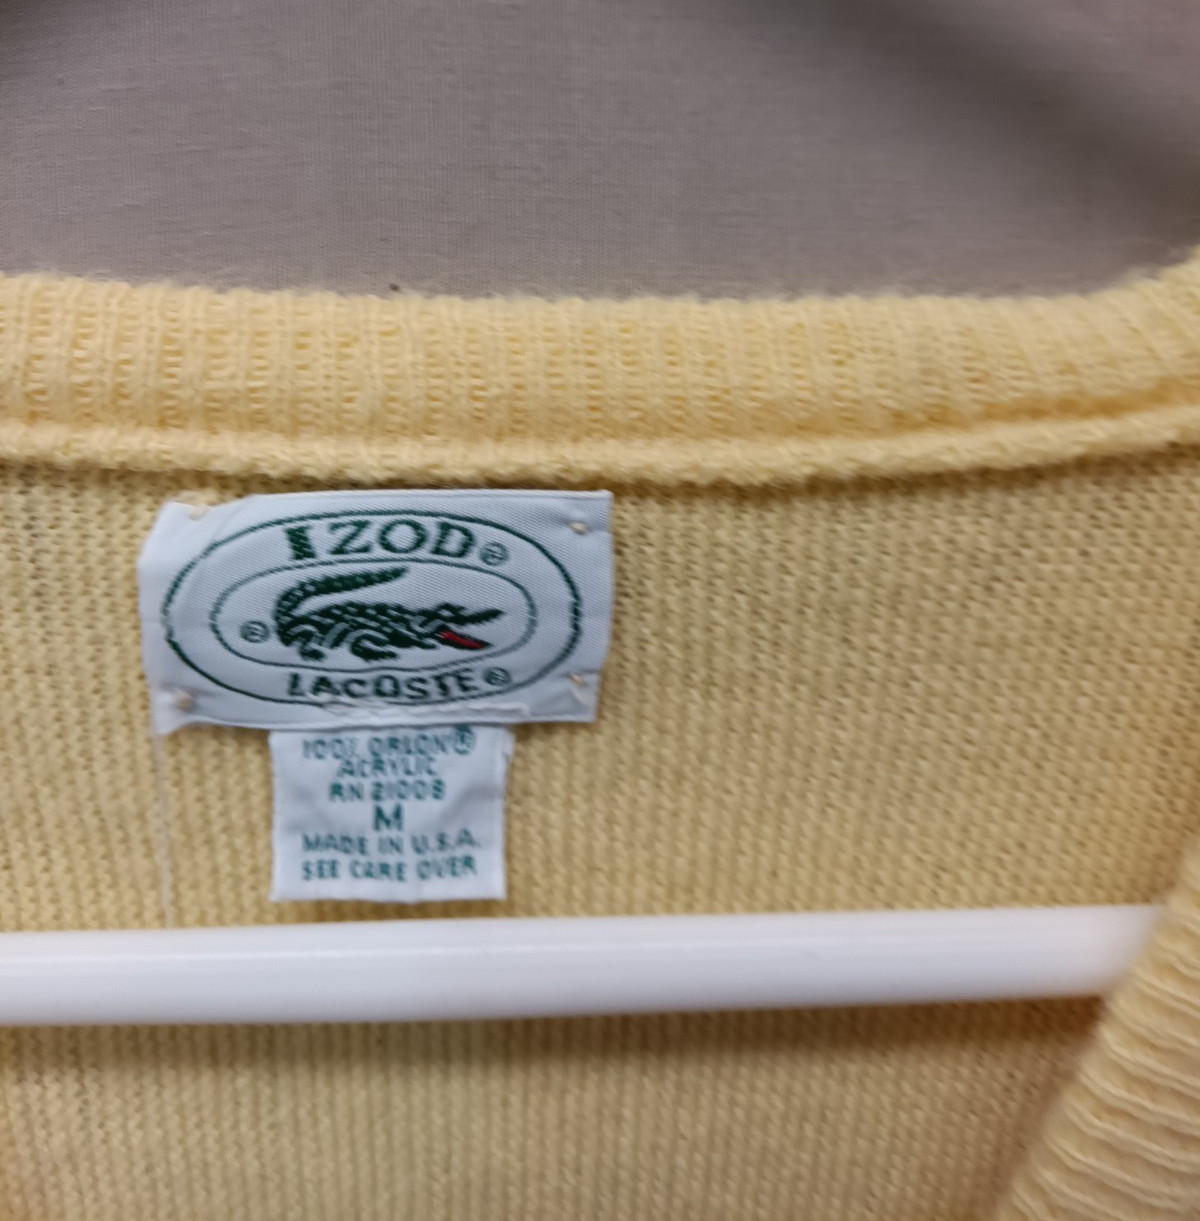 IZOD®
®
LACOSTE®
100% ORLON®
ACRYLIC
RN 21008
M
MADE IN U.S.A.
SEE CARE OVER